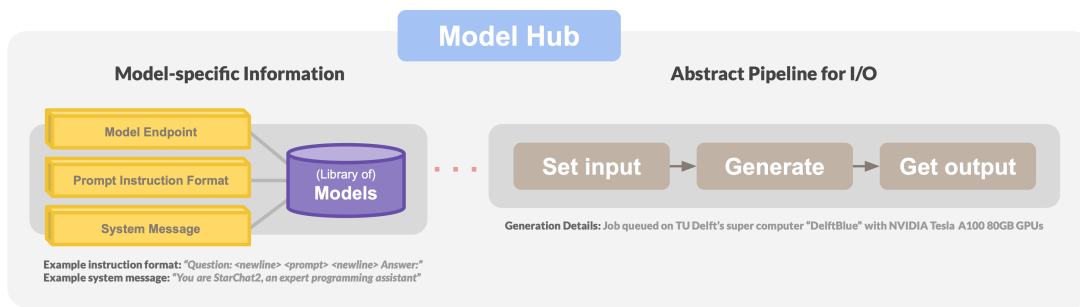 Model Hub
Model-specific Information
Model Endpoint
Prompt Instruction Format
System Message
(Library of)
Models
Example instruction format: “Question: <newline> <prompt> <newline> Answer:”
Example system message: “You are StarChat2, an expert programming assistant”
. . .
Abstract Pipeline for I/O
Set input
Generate
Get output
Generation Details: Job queued on TU Delft's super computer “DelftBlue” with NVIDIA Tesla A100 80GB GPUs